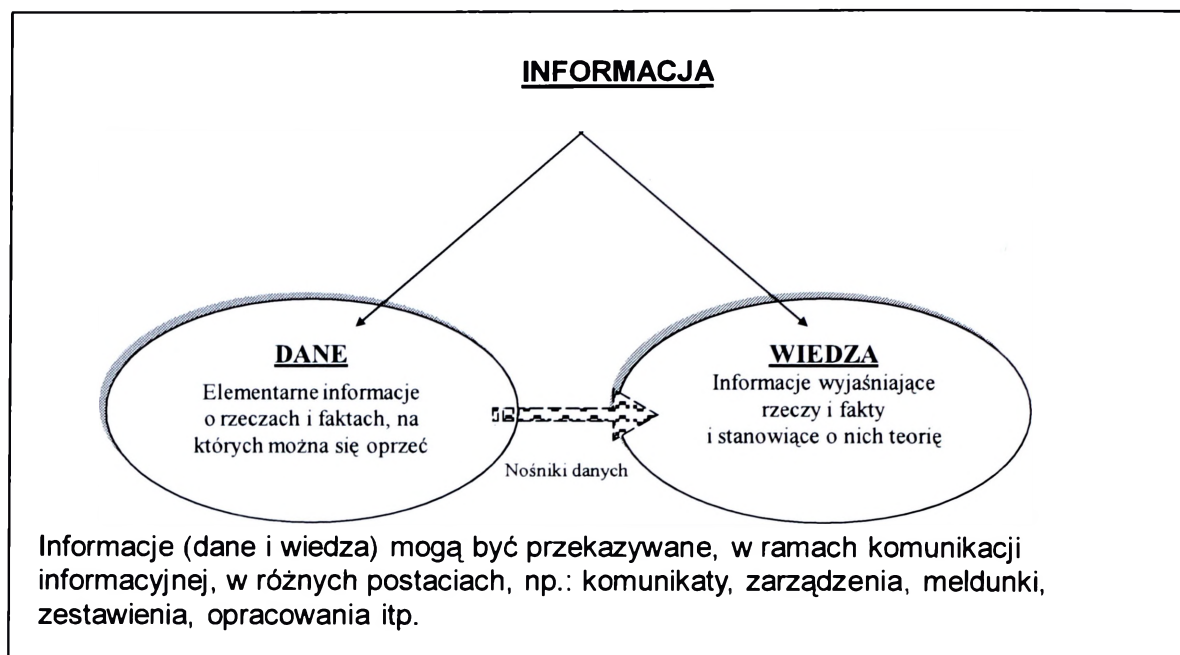 INFORMACJA
DANE
Elementarne informacje
o rzeczach i faktach, na
których można się oprzeć
WIEDZA
Informacje wyjaśniające
rzeczy i fakty
i stanowiące o nich teorię
Nośniki danych
Informacje (dane i wiedza) mogą być przekazywane, w ramach komunikacji
informacyjnej, w różnych postaciach, np.: komunikaty, zarządzenia, meldunki,
zestawienia, opracowania itp.